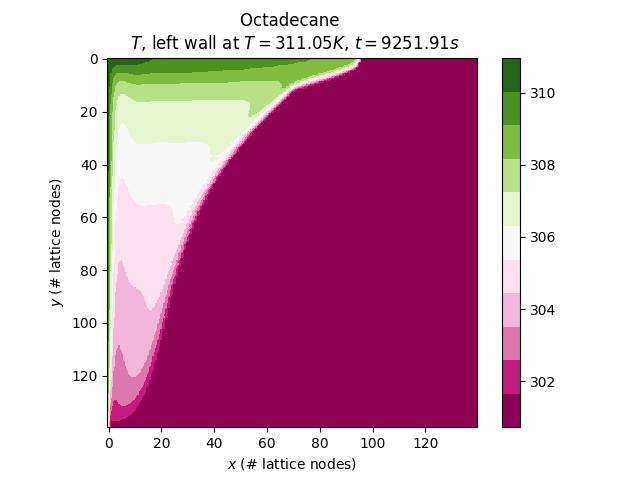 Octadecane
T, left wall at T = 311.05K, t = 9251.91s
0
20
40
60
80
100
120
y (# lattice nodes)
0 20 40 60 80 100 120
x (# lattice nodes)
310
308
306
304
302